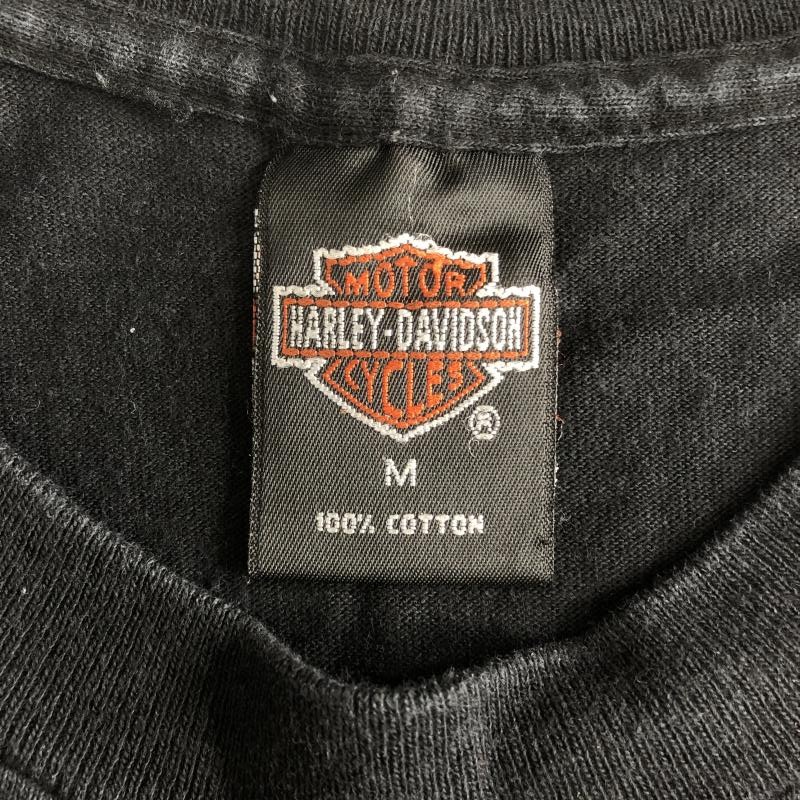 MOTOR
HARLEY-DAVIDSON
CYCLES
®
M
100% COTTON